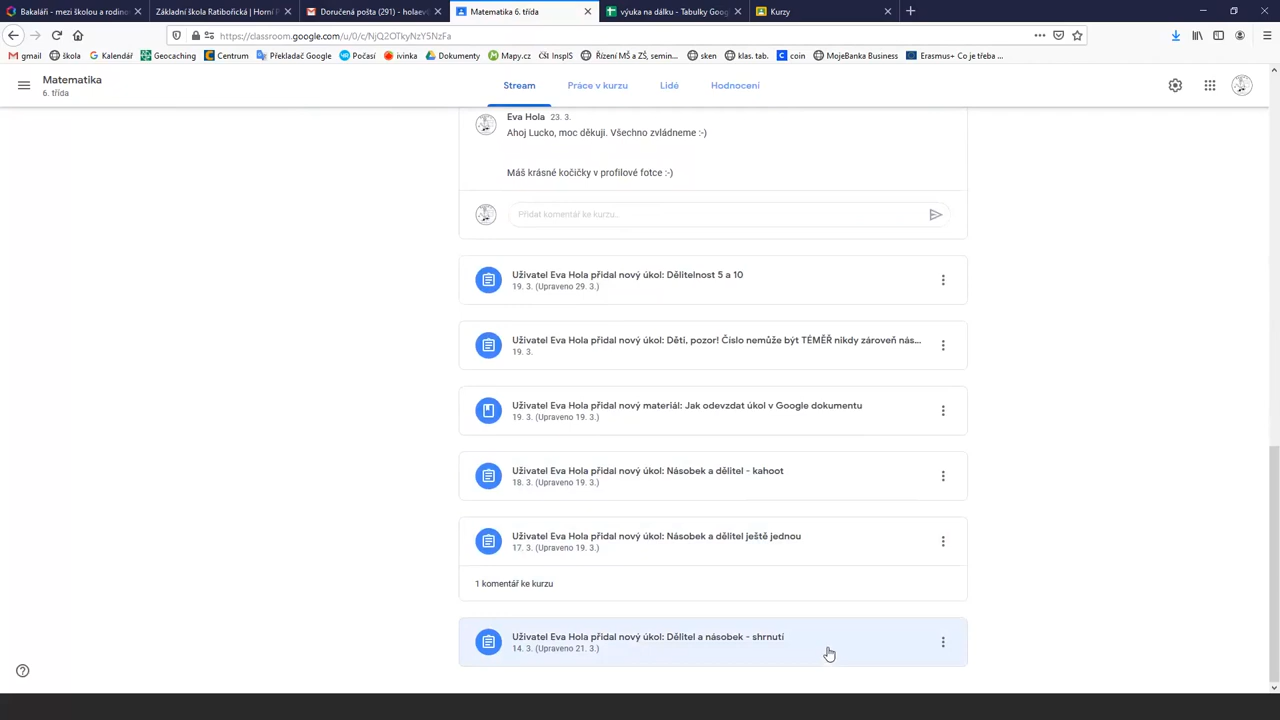 Bakaláři - mezi školou a rodino
Základní škola Ratibořická | Horní P
Doručená pošta (291) - holaev
Matematika 6. třída
výuka na dálku - Tabulky Goog
Kurzy
https://classroom.google.com/u/0/c/NjQ2OTkyNzY5NzFa
gmail
škola
Kalendář
Geocaching
Centrum
Překladač Google
Počasí
ivinka
Dokumenty
Mapy.cz
InspIS
Řízení MŠ a ZŠ, semin...
sken
klas. tab.
coin
MojeBanka Business
Erasmus+ Co je třeba ...
Matematika
6. třída
Stream
Práce v kurzu
Lidé
Hodnocení
Eva Hola 23. 3.
Ahoj Lucko, moc děkuji. Všechno zvládneme :-)
Máš krásné kočičky v profilové fotce :-)
Přidat komentář ke kurzu...
Uživatel Eva Hola přidal nový úkol: Dělitelnost 5 a 10
19. 3. (Upraveno 29. 3.)
Uživatel Eva Hola přidal nový úkol: Děti, pozor! Číslo nemůže být TÉMĚŘ nikdy zároveň nás...
19. 3.
Uživatel Eva Hola přidal nový materiál: Jak odevzdat úkol v Google dokumentu
19. 3. (Upraveno 19. 3.)
Uživatel Eva Hola přidal nový úkol: Násobek a dělitel - kahoot
18. 3. (Upraveno 19. 3.)
Uživatel Eva Hola přidal nový úkol: Násobek a dělitel ještě jednou
17. 3. (Upraveno 19. 3.)
1 komentář ke kurzu
Uživatel Eva Hola přidal nový úkol: Dělitel a násobek - shrnutí
14. 3. (Upraveno 21. 3.)